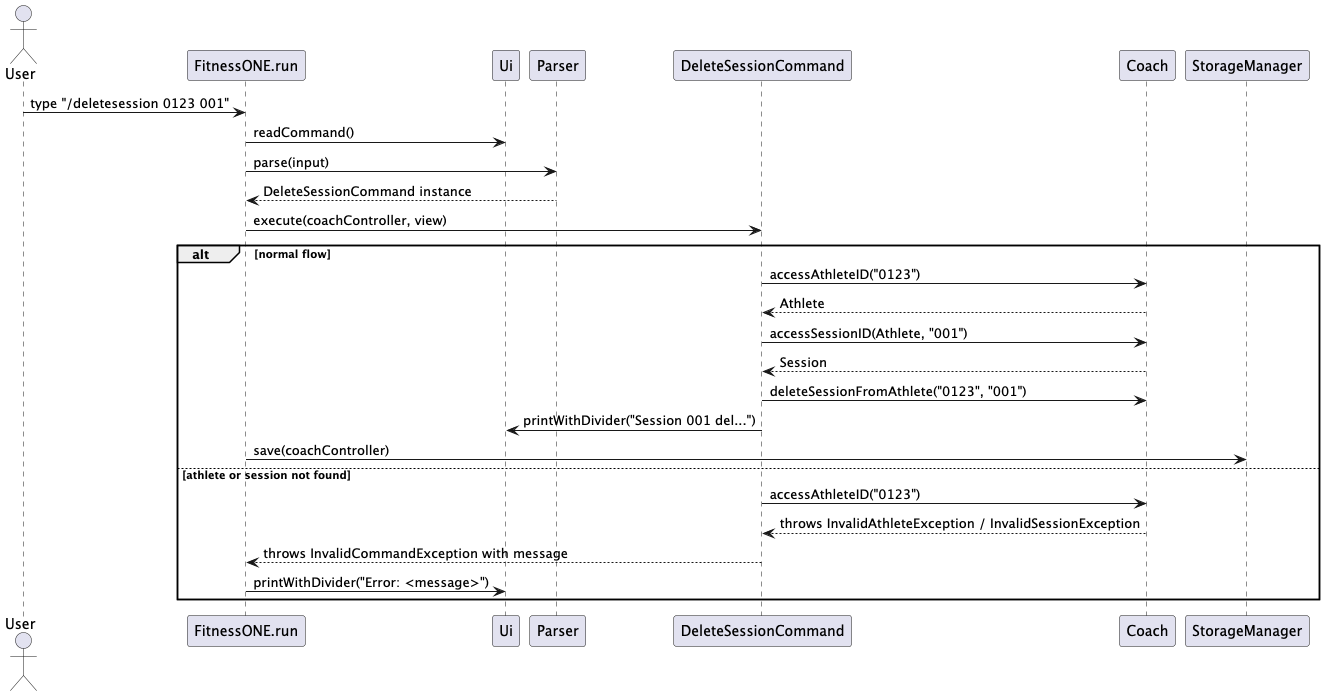 User
FitnessONE.run
Ui
Parser
DeleteSessionCommand
Coach
StorageManager
type "/deletesession 0123 001"
readCommand()
parse(input)
DeleteSessionCommand instance
execute(coachController, view)
alt
[normal flow]
accessAthleteID("0123")
Athlete
accessSessionID(Athlete, "001")
Session
deleteSessionFromAthlete("0123", "001")
printWithDivider("Session 001 del...")
save(coachController)
[athlete or session not found]
accessAthleteID("0123")
throws InvalidAthleteException / InvalidSessionException
throws InvalidCommandException with message
printWithDivider("Error: <message>")
User
FitnessONE.run
Ui
Parser
DeleteSessionCommand
Coach
StorageManager